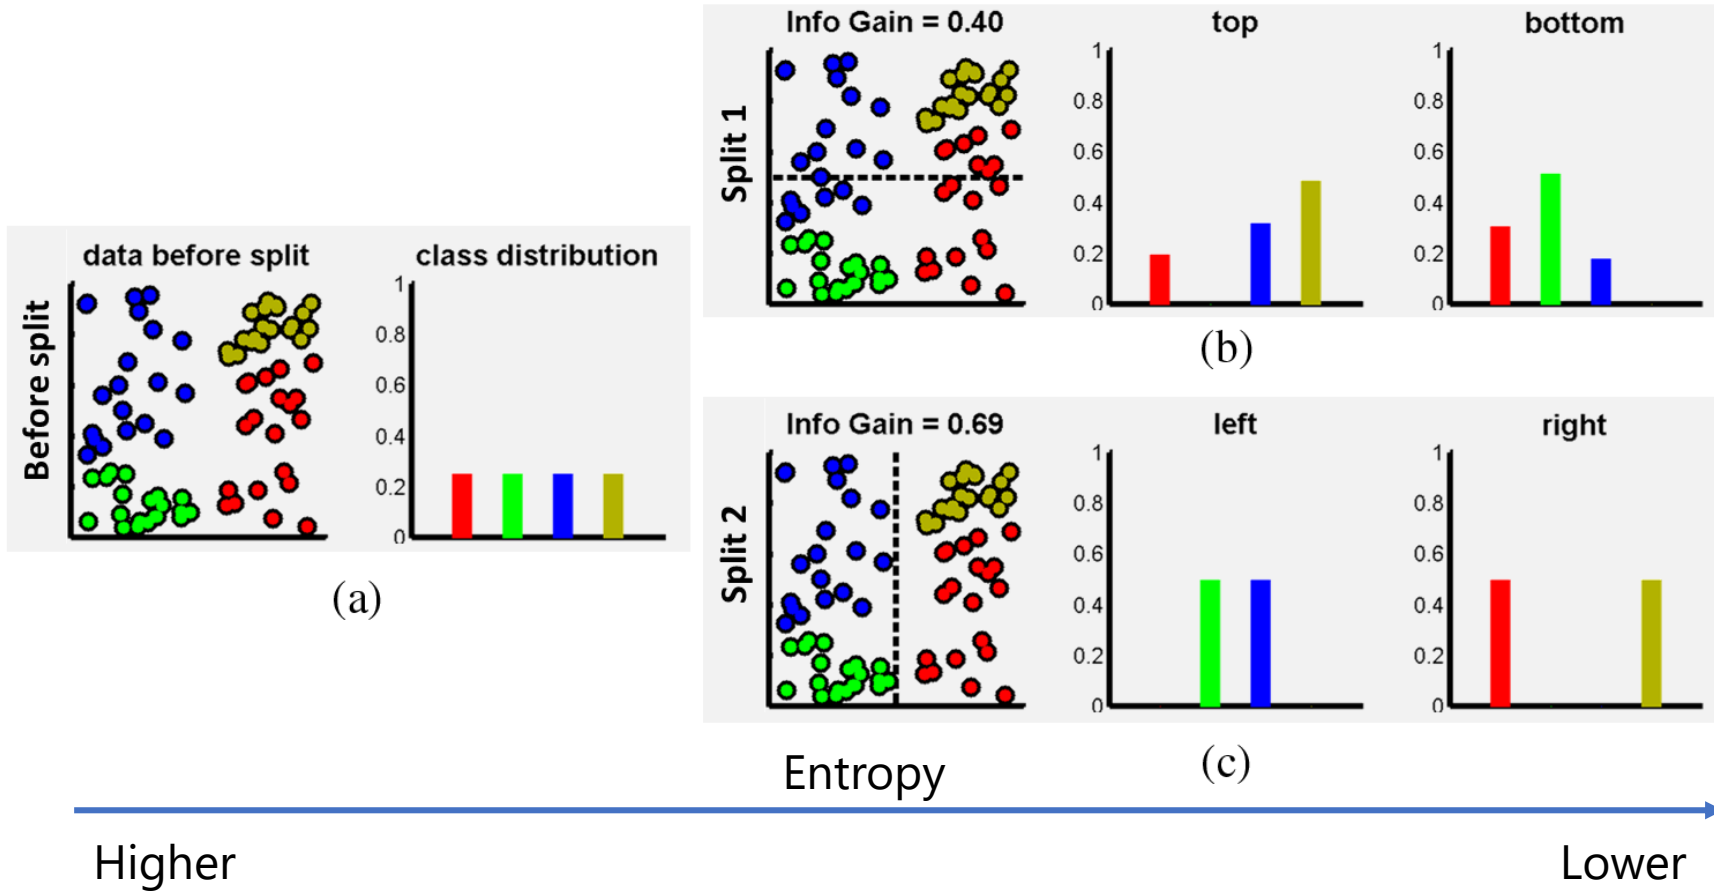 Before split
data before split
class distribution
1
0.8
0.6
0.4
0.2
0
(a)
Split 1
Info Gain = 0.40
top
1
0.8
0.6
0.4
0.2
0
bottom
1
0.8
0.6
0.4
0.2
0
(b)
Split 2
Info Gain = 0.69
left
1
0.8
0.6
0.4
0.2
0
right
1
0.8
0.6
0.4
0.2
0
(c)
Entropy
Higher
Lower